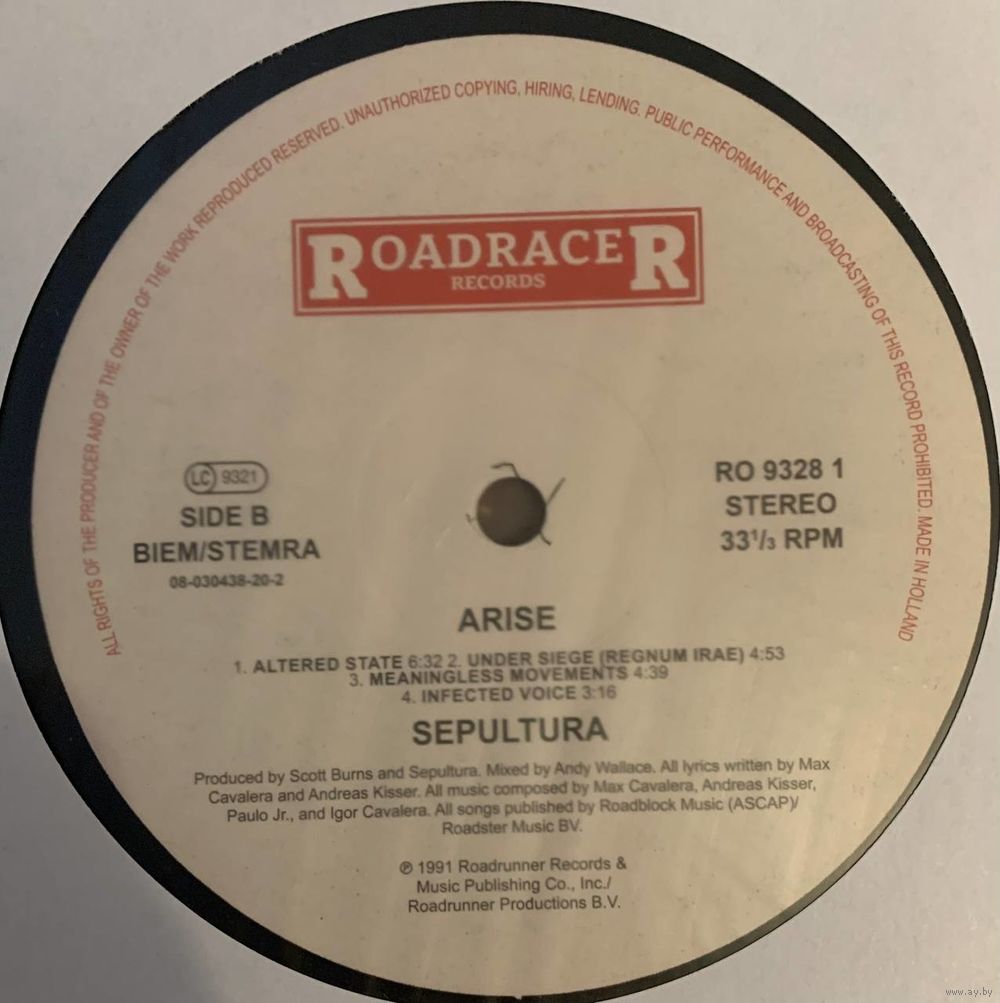 ALL RIGHTS OF THE PRODUCER AND OF THE OWNER OF THE WORK REPRODUCED RESERVED. UNAUTHORIZED COPYING, HIRING, LENDING. PUBLIC PERFORMANCE AND BROADCASTING OF THIS RECORD PROHIBITED. MADE IN HOLLAND
ROADRACER
RECORDS
LC 9321
SIDE B
BIEM/STEMRA
08-030438-20-2
RO 9328 1
STEREO
33 1/3 RPM
ARISE
1. ALTERED STATE 6:32 2. UNDER SIEGE (REGNUM IRAE) 4:53
3. MEANINGLESS MOVEMENTS 4:39
4. INFECTED VOICE 3:16
SEPULTURA
Produced by Scott Burns and Sepultura. Mixed by Andy Wallace. All lyrics written by Max
Cavalera and Andreas Kisser. All music composed by Max Cavalera, Andreas Kisser,
Paulo Jr., and Igor Cavalera. All songs published by Roadblock Music (ASCAP)/
Roadster Music BV.
℗ 1991 Roadrunner Records &
Music Publishing Co., Inc./
Roadrunner Productions B.V.
www.ay.by